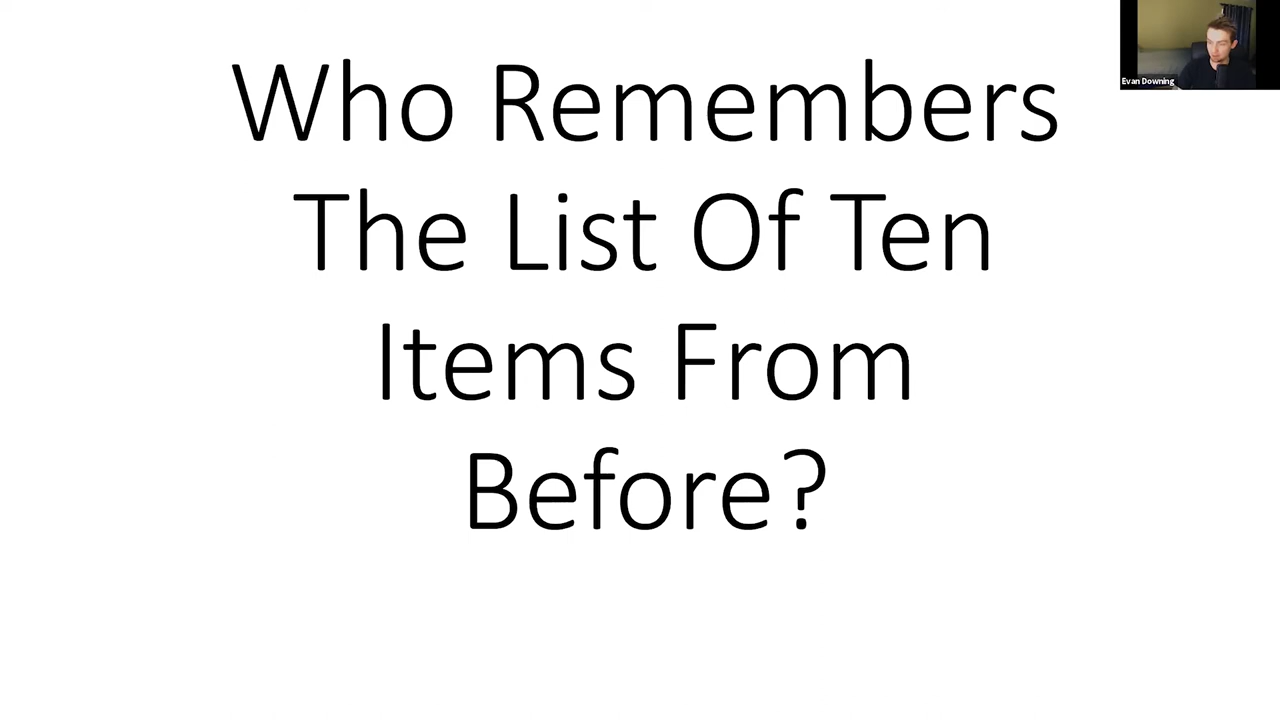 Who Remembers
The List Of Ten
Items From
Before?
Evan Downing